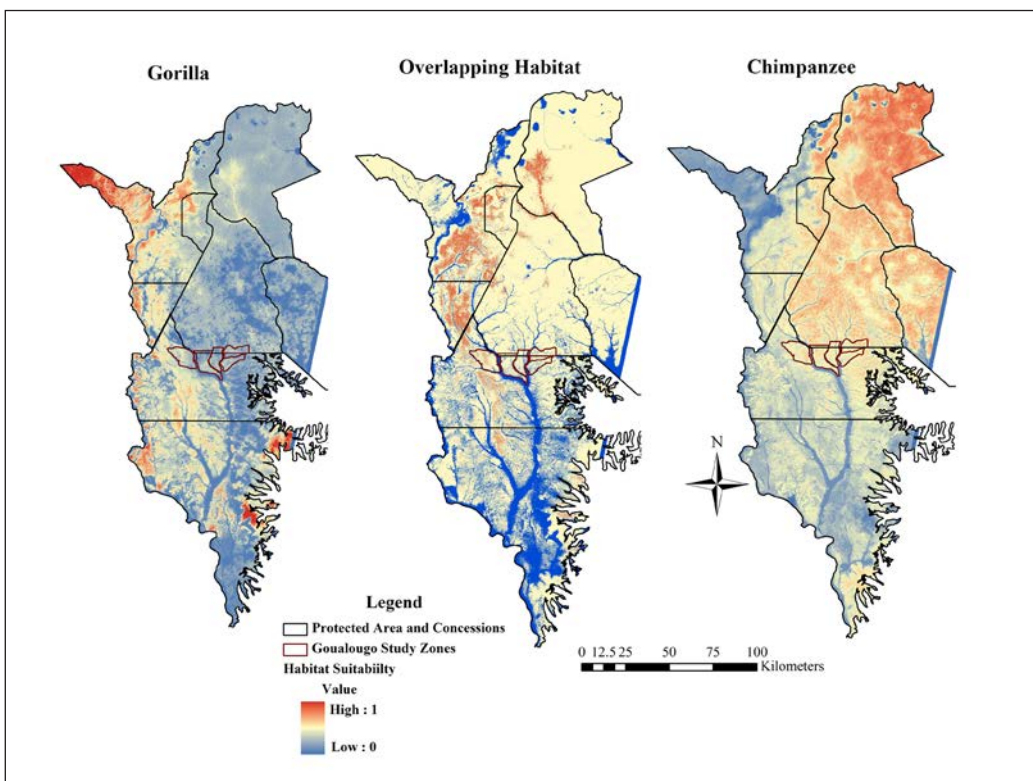 Gorilla
Overlapping Habitat
Chimpanzee
N
Legend
Protected Area and Concessions
Goualougo Study Zones
Habitat Suitabiilty
Value
High : 1
Low : 0
0 12.5 25 50 75 100
Kilometers